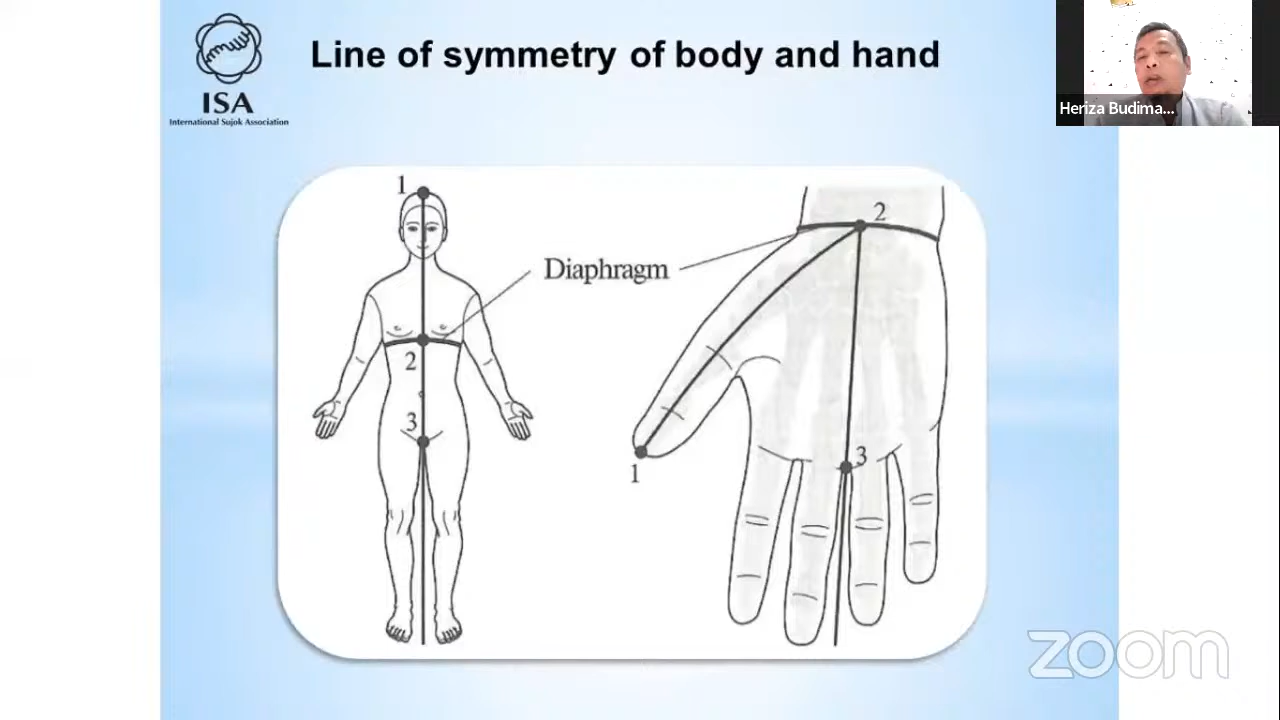 ISA
International Sujok Association
Line of symmetry of body and hand
Heriza Budima...
1
2
3
Diaphragm
2
1
3
zoom